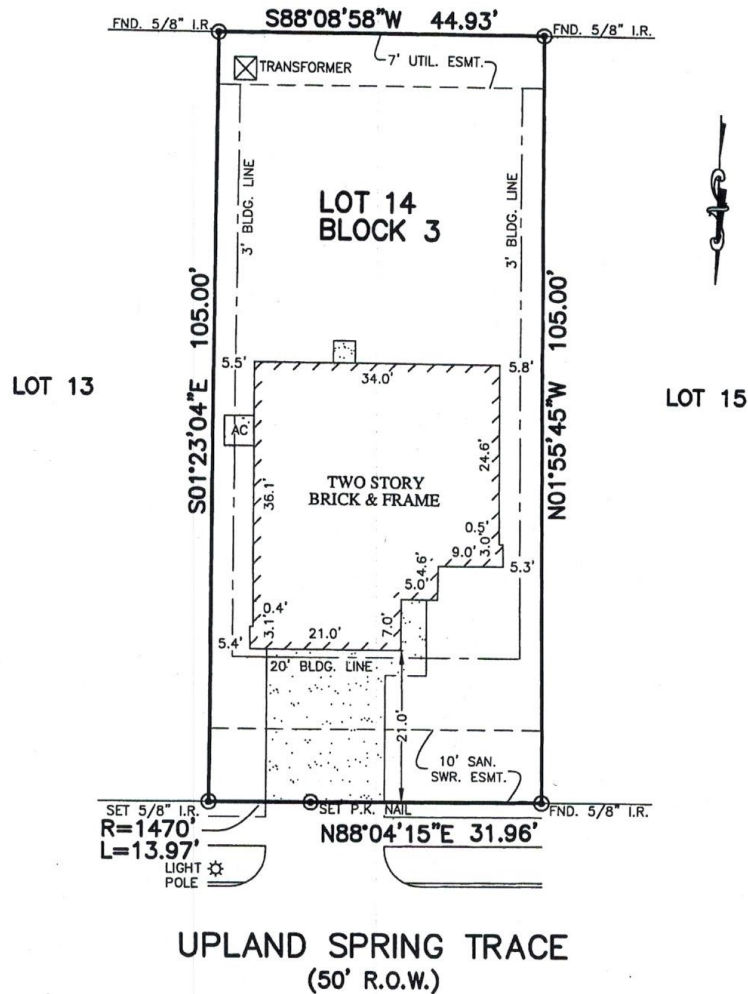 S88°08'58"W 44.93'
FND. 5/8" I.R.
FND. 5/8" I.R.
7' UTIL. ESMT.
TRANSFORMER
3' BLDG. LINE
3' BLDG. LINE
LOT 14
BLOCK 3
S01°23'04"E 105.00'
N01°55'45"W 105.00'
LOT 13
LOT 15
5.5'
34.0'
5.8'
AC
36.1'
24.6'
TWO STORY
BRICK & FRAME
0.5'
9.0'
3.0'
5.3'
4.6'
5.0'
0.4'
3.1'
5.4'
21.0'
7.0'
20' BLDG. LINE
21.0'
10' SAN.
SWR. ESMT.
SET 5/8" I.R.
SET P.K. NAIL
FND. 5/8" I.R.
R=1470'
L=13.97'
N88°04'15"E 31.96'
LIGHT
POLE
UPLAND SPRING TRACE
(50' R.O.W.)